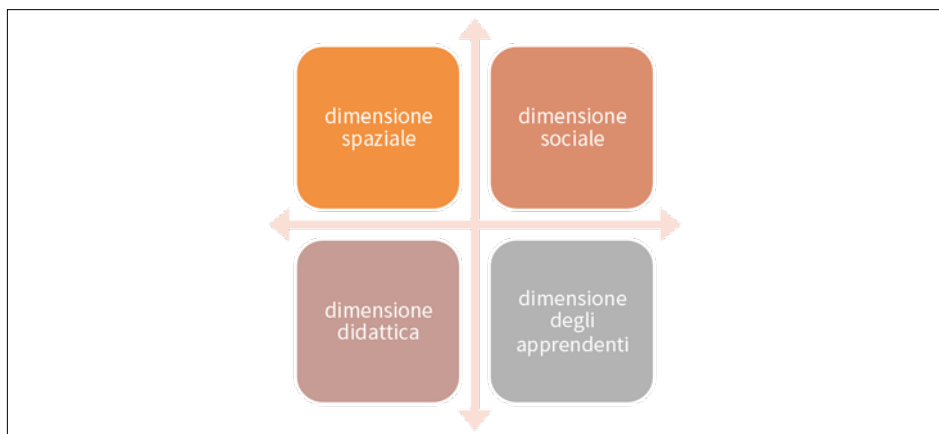 dimensione
spaziale
dimensione
sociale
dimensione
didattica
dimensione
degli
apprendenti